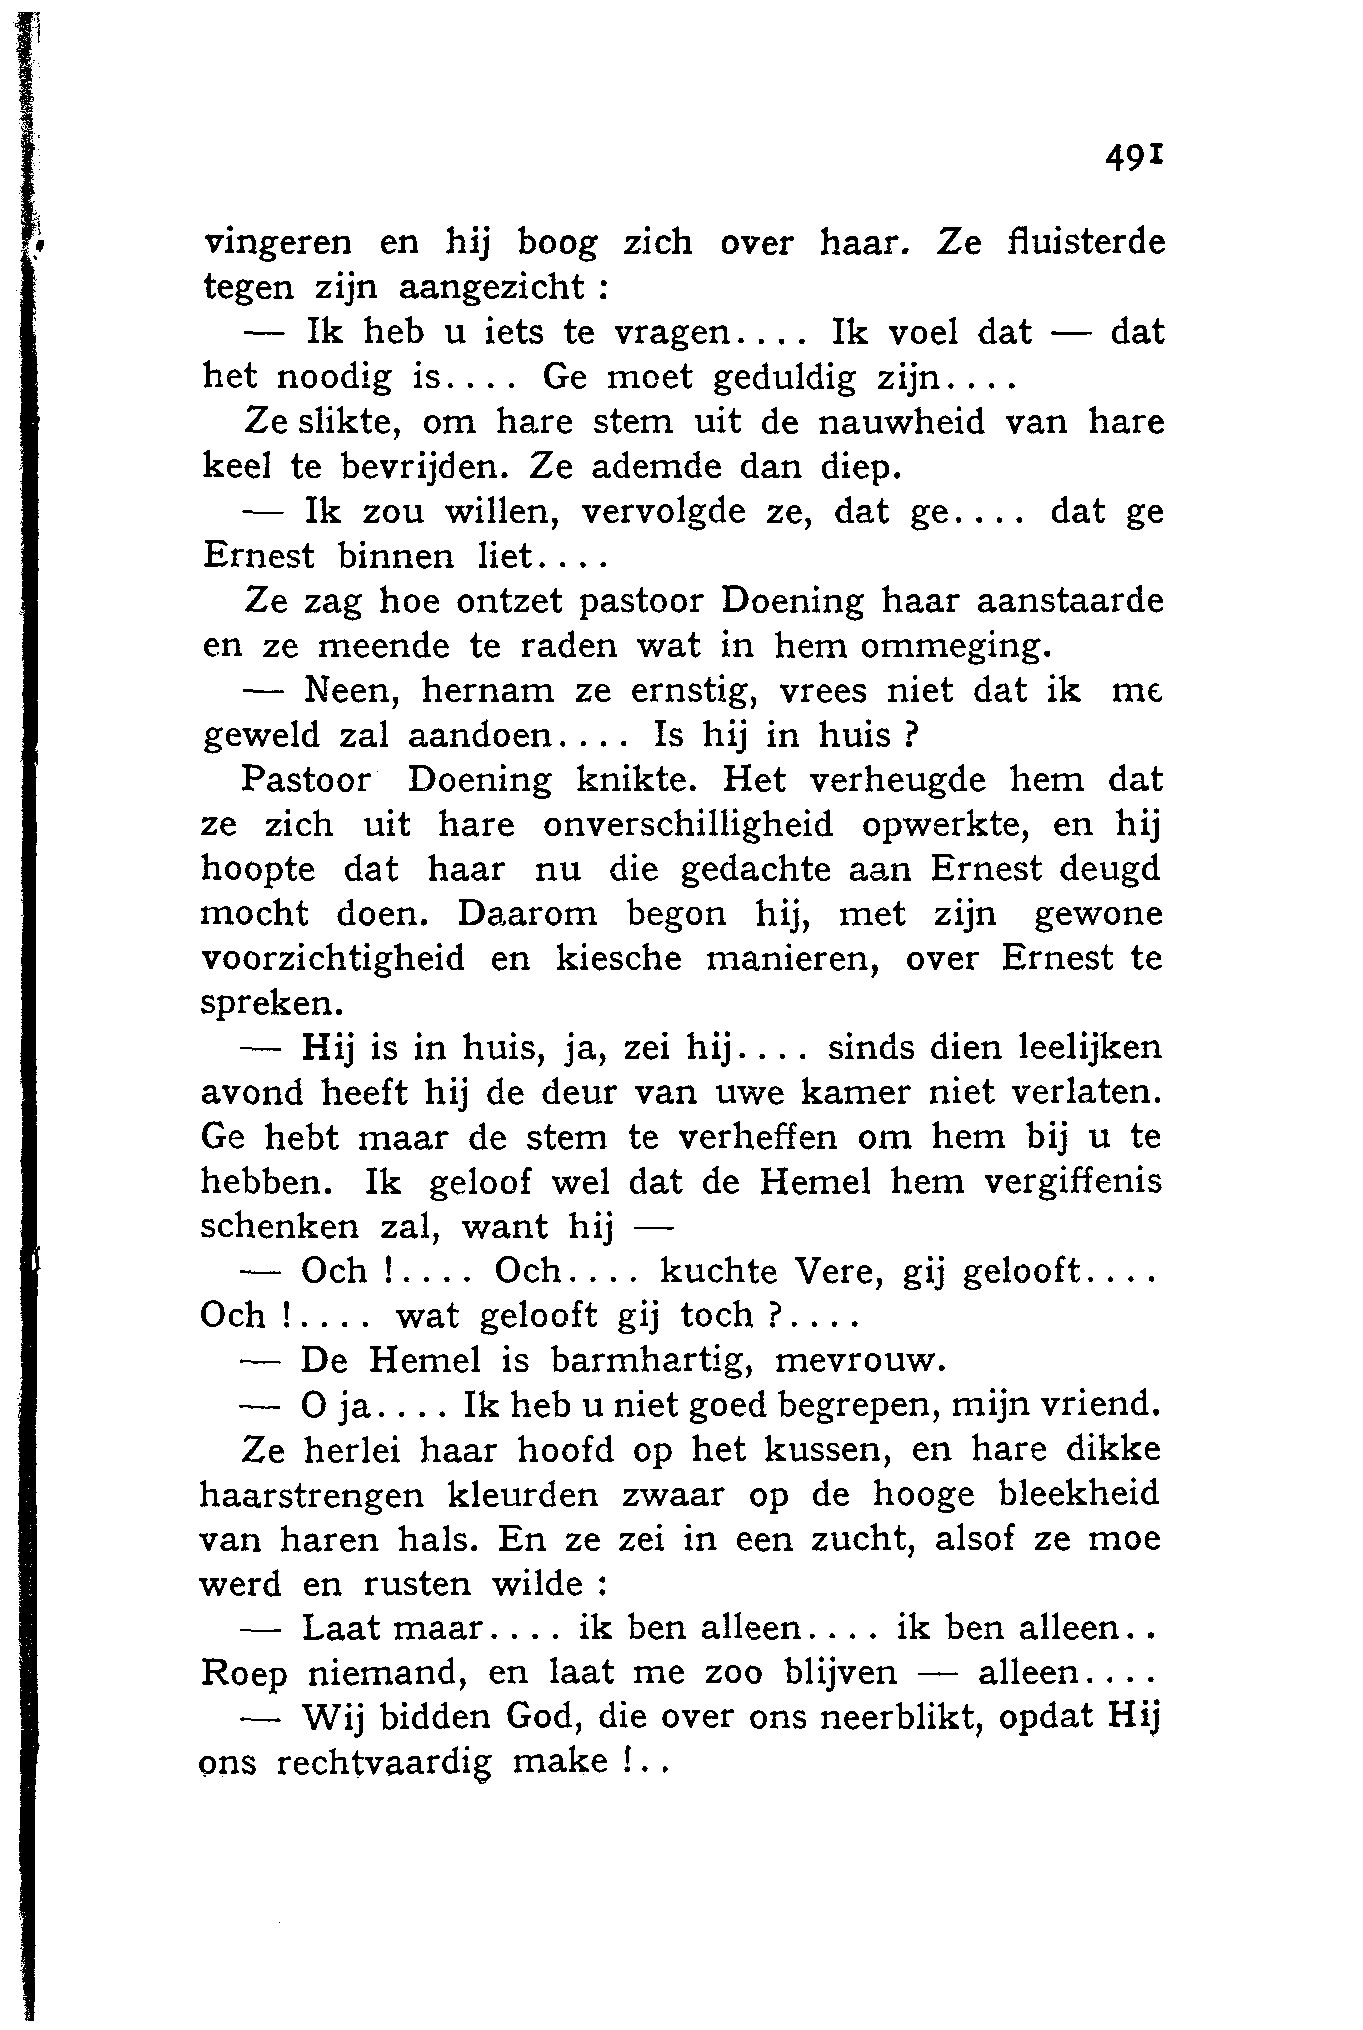 491
vingeren en hij boog zich over haar. Ze fluisterde
tegen zijn aangezicht :
— Ik heb u iets te vragen.... Ik voel dat — dat
het noodig is.... Ge moet geduldig zijn....
Ze slikte, om hare stem uit de nauwheid van hare
keel te bevrijden. Ze ademde dan diep.
— Ik zou willen, vervolgde ze, dat ge.... dat ge
Ernest binnen liet....
Ze zag hoe ontzet pastoor Doening haar aanstaarde
en ze meende te raden wat in hem ommeging.
— Neen, hernam ze ernstig, vrees niet dat ik me
geweld zal aandoen.... Is hij in huis ?
Pastoor Doening knikte. Het verheugde hem dat
ze zich uit hare onverschilligheid opwerkte, en hij
hoopte dat haar nu die gedachte aan Ernest deugd
mocht doen. Daarom begon hij, met zijn gewone
voorzichtigheid en kiesche manieren, over Ernest te
spreken.
— Hij is in huis, ja, zei hij.... sinds dien leelijken
avond heeft hij de deur van uwe kamer niet verlaten.
Ge hebt maar de stem te verheffen om hem bij u te
hebben. Ik geloof wel dat de Hemel hem vergiffenis
schenken zal, want hij —
— Och !.... Och.... kuchte Vere, gij gelooft....
Och !.... wat gelooft gij toch ?....
— De Hemel is barmhartig, mevrouw.
— O ja.... Ik heb u niet goed begrepen, mijn vriend.
Ze herlei haar hoofd op het kussen, en hare dikke
haarstrengen kleurden zwaar op de hooge bleekheid
van haren hals. En ze zei in een zucht, alsof ze moe
werd en rusten wilde :
— Laat maar.... ik ben alleen.... ik ben alleen..
Roep niemand, en laat me zoo blijven — alleen....
— Wij bidden God, die over ons neerblikt, opdat Hij
ons rechtvaardig make !..